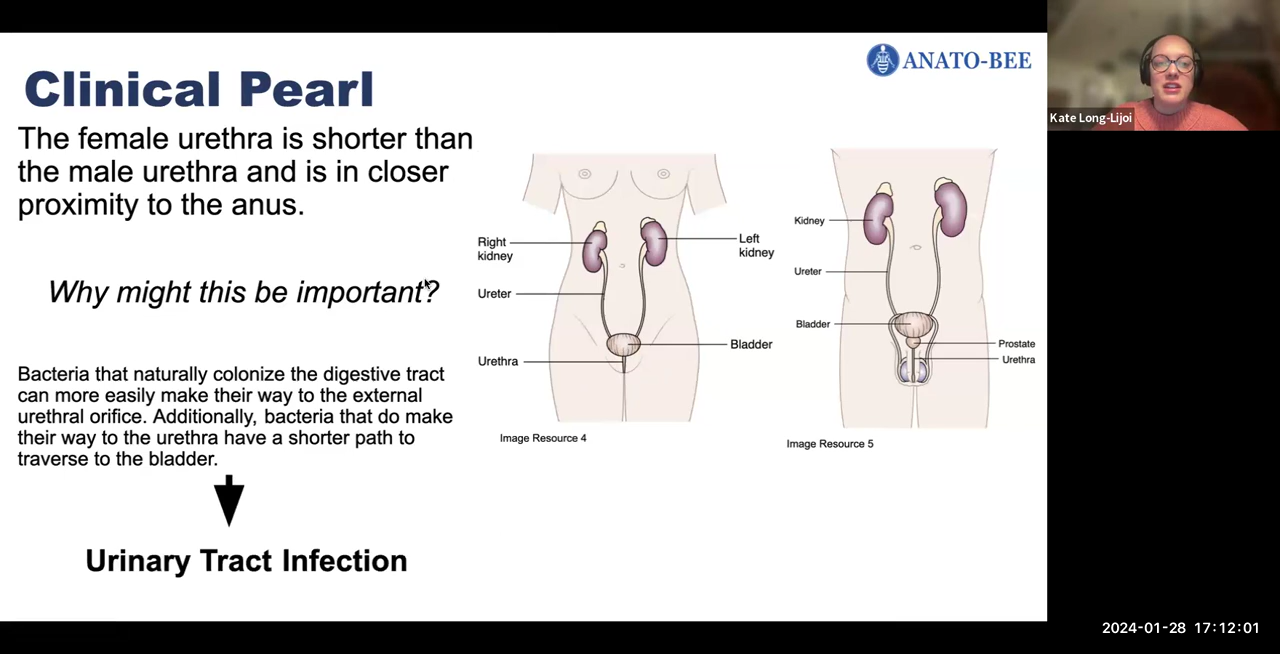 ANATO-BEE
Clinical Pearl
The female urethra is shorter than
the male urethra and is in closer
proximity to the anus.
Why might this be important?
Bacteria that naturally colonize the digestive tract
can more easily make their way to the external
urethral orifice. Additionally, bacteria that do make
their way to the urethra have a shorter path to
traverse to the bladder.
Urinary Tract Infection
Right
kidney
Left
kidney
Ureter
Bladder
Urethra
Image Resource 4
Kidney
Ureter
Bladder
Prostate
Urethra
Image Resource 5
Kate Long-Lijoi
2024-01-28 17:12:01